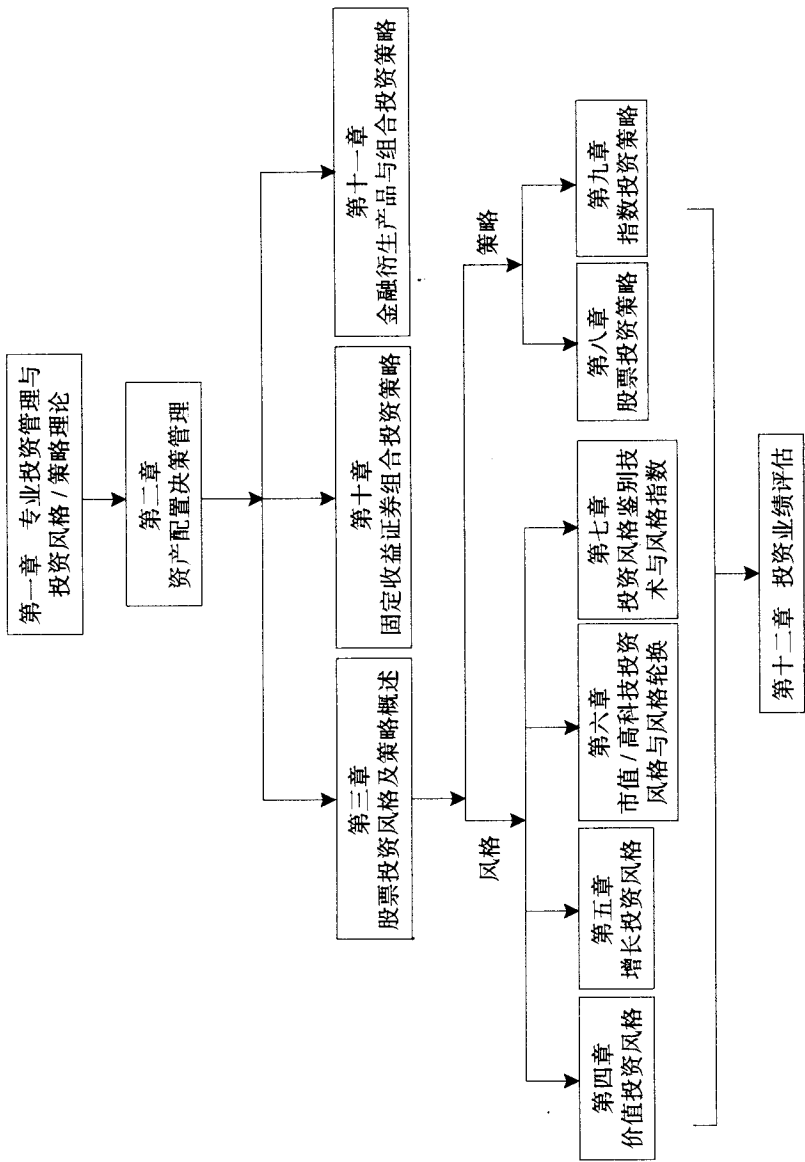 第一章 专业投资管理与
投资风格/策略理论
第二章
资产配置决策管理
第三章
股票投资风格及策略概述
第十章
固定收益证券组合投资策略
第十一章
金融衍生产品与组合投资策略
风格
策略
第四章
价值投资风格
第五章
增长投资风格
第六章
市值/高科技投资
风格与风格轮换
第七章
投资风格鉴别技
术与风格指数
第八章
股票投资策略
第九章
指数投资策略
第十二章 投资业绩评估